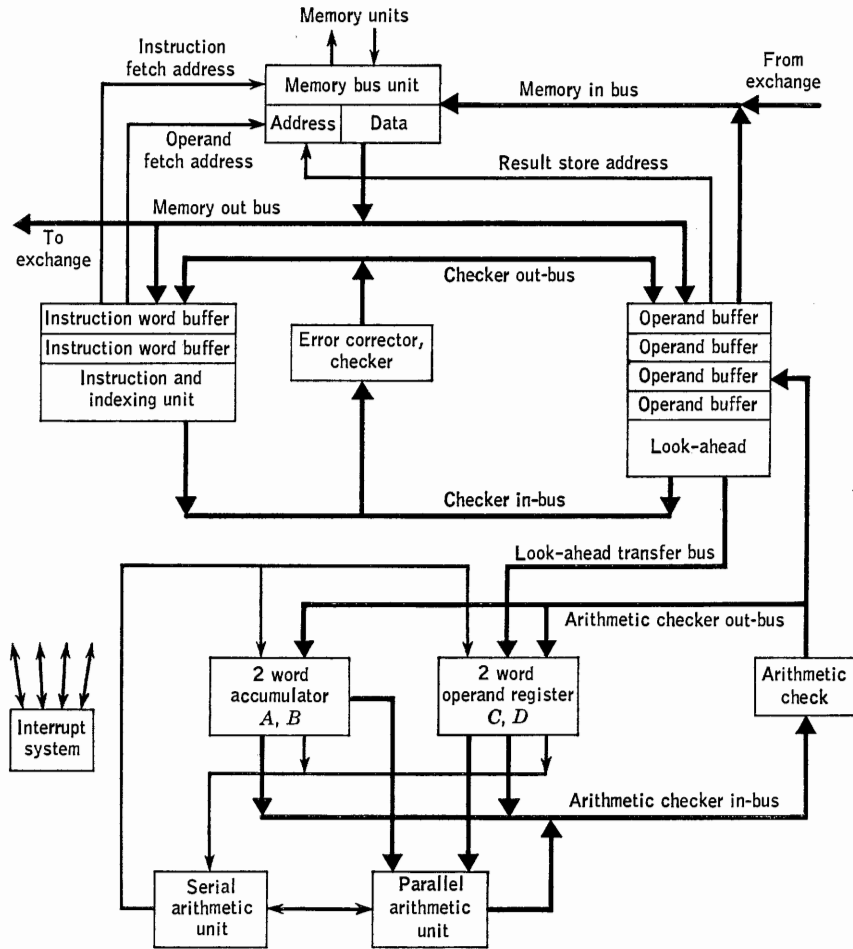 Memory units
Instruction
fetch address
From
exchange
Memory bus unit
Memory in bus
Address
Data
Operand
fetch address
Result store address
Memory out bus
To
exchange
Checker out-bus
Instruction word buffer
Instruction word buffer
Instruction and
indexing unit
Error corrector,
checker
Operand buffer
Operand buffer
Operand buffer
Operand buffer
Look-ahead
Checker in-bus
Look-ahead transfer bus
Arithmetic checker out-bus
2 word
accumulator
A, B
2 word
operand register
C, D
Arithmetic
check
Interrupt
system
Arithmetic checker in-bus
Serial
arithmetic
unit
Parallel
arithmetic
unit